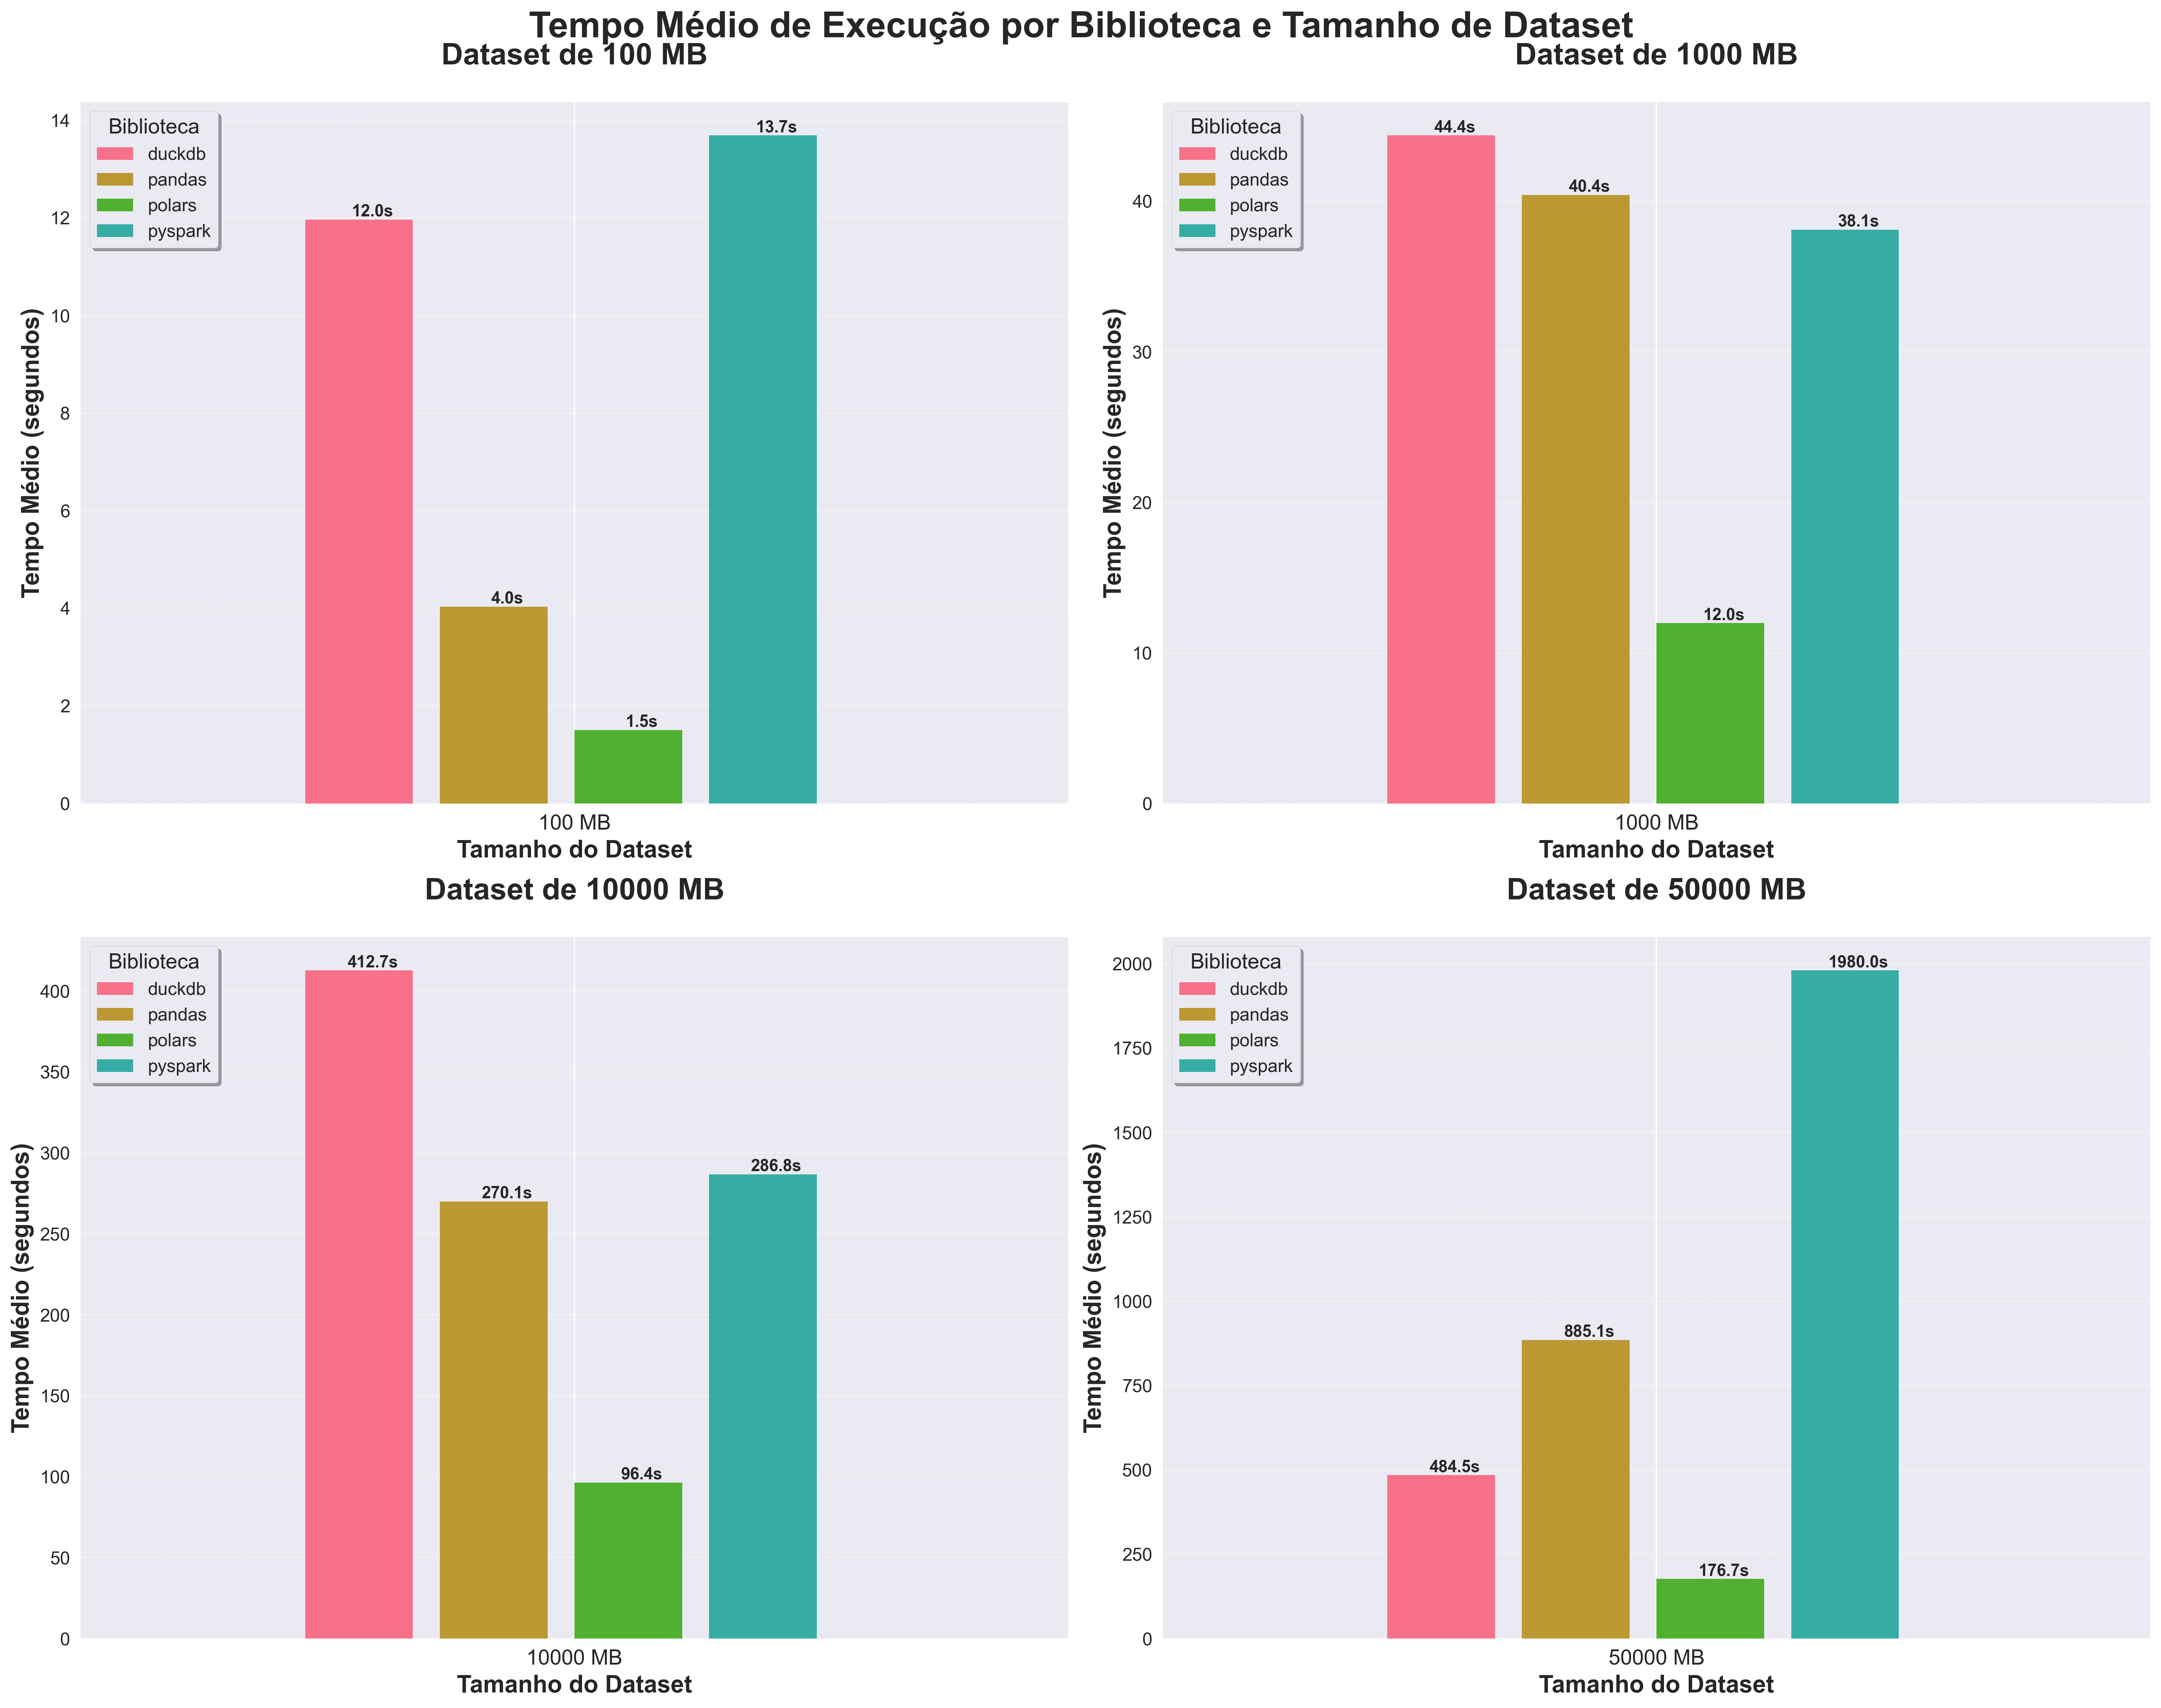 Tempo Médio de Execução por Biblioteca e Tamanho de Dataset
Dataset de 100 MB
Biblioteca
duckdb
pandas
polars
pyspark
Tempo Médio (segundos)
14
12
10
8
6
4
2
0
12.0s
4.0s
1.5s
13.7s
100 MB
Tamanho do Dataset
Dataset de 1000 MB
Biblioteca
duckdb
pandas
polars
pyspark
Tempo Médio (segundos)
40
30
20
10
0
44.4s
40.4s
12.0s
38.1s
1000 MB
Tamanho do Dataset
Dataset de 10000 MB
Biblioteca
duckdb
pandas
polars
pyspark
Tempo Médio (segundos)
400
350
300
250
200
150
100
50
0
412.7s
270.1s
96.4s
286.8s
10000 MB
Tamanho do Dataset
Dataset de 50000 MB
Biblioteca
duckdb
pandas
polars
pyspark
Tempo Médio (segundos)
2000
1750
1500
1250
1000
750
500
250
0
484.5s
885.1s
176.7s
1980.0s
50000 MB
Tamanho do Dataset